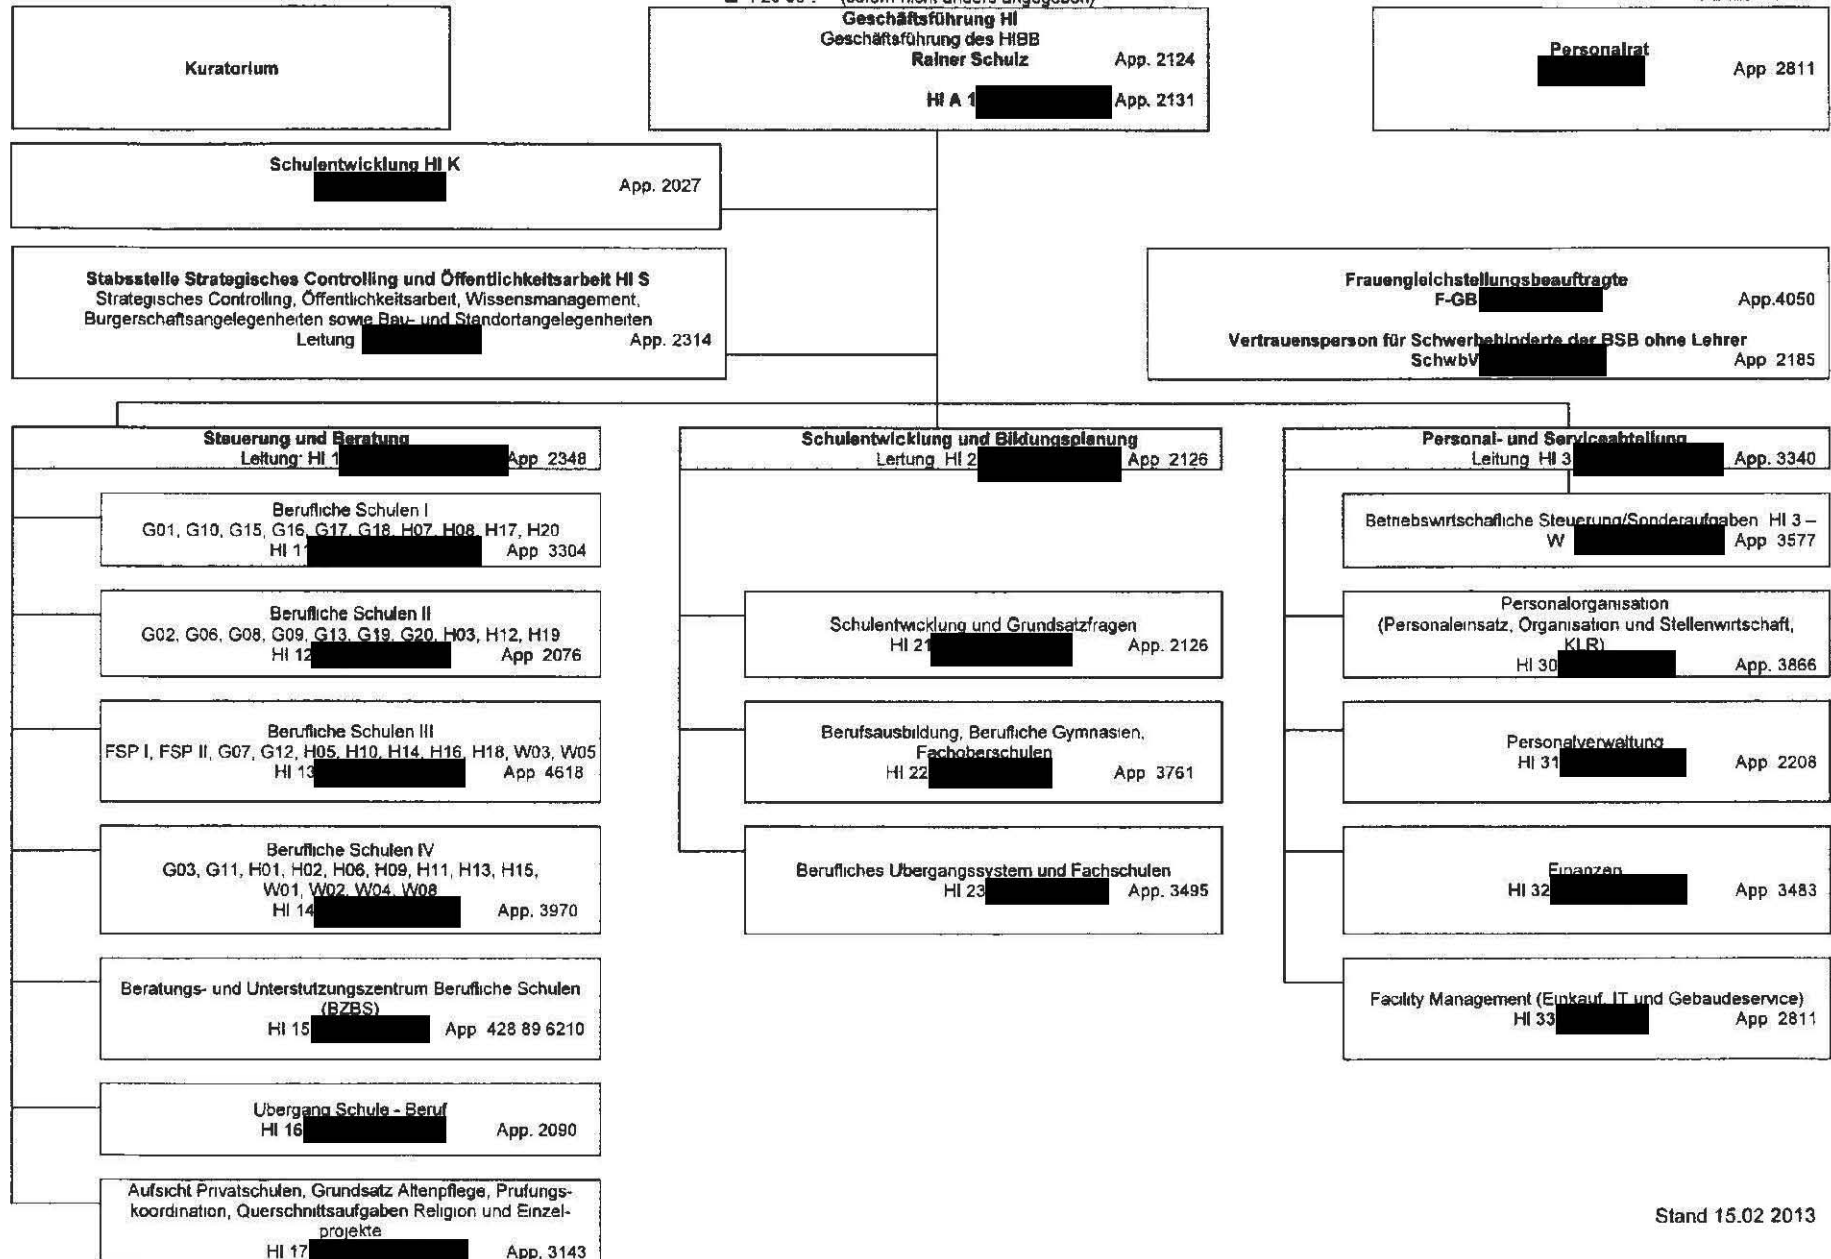 Kuratorium
(sofern nicht anders angegeben)
Geschäftsführung HI
Geschäftsführung des HIBB
Rainer Schulz App. 2124
HI A 1 App. 2131
Personalrat
App 2811
Schulentwicklung HI K
App. 2027
Stabsstelle Strategisches Controlling und Öffentlichkeitsarbeit HI S
Strategisches Controlling, Öffentlichkeitsarbeit, Wissensmanagement,
Burgerschaftsangelegenheiten sowie Bau- und Standortangelegenheiten
Leitung App. 2314
Frauengleichstellungsbeauftragte
F-GB App.4050
Vertrauensperson für Schwerbehinderte der BSB ohne Lehrer
SchwbV App 2185
Steuerung und Beratung
Leitung: HI 1 App 2348
Berufliche Schulen I
G01, G10, G15, G16, G17, G18, H07, H08, H17, H20
HI 11 App 3304
Berufliche Schulen II
G02, G06, G08, G09, G13, G19, G20, H03, H12, H19
HI 12 App 2076
Berufliche Schulen III
FSP I, FSP II, G07, G12, H05, H10, H14, H16, H18, W03, W05
HI 13 App 4618
Berufliche Schulen IV
G03, G11, H01, H02, H06, H09, H11, H13, H15,
W01, W02, W04, W08
HI 14 App. 3970
Beratungs- und Unterstutzungszentrum Berufliche Schulen
(BZBS)
HI 15 App 428 89 6210
Ubergang Schule - Beruf
HI 16 App. 2090
Aufsicht Privatschulen, Grundsatz Altenpflege, Prufungs-
koordination, Querschnittsaufgaben Religion und Einzel-
projekte
HI 17 App. 3143
Schulentwicklung und Bildungsplanung
Leitung HI 2 App 2126
Schulentwicklung und Grundsatzfragen
HI 21 App. 2126
Berufsausbildung, Berufliche Gymnasien,
Fachoberschulen
HI 22 App 3761
Berufliches Ubergangssystem und Fachschulen
HI 23 App. 3495
Personal- und Serviceabteilung
Leitung HI 3 App. 3340
Betriebswirtschafliche Steuerung/Sonderaufgaben HI 3 –
W App 3577
Personalorganisation
(Personaleinsatz, Organisation und Stellenwirtschaft,
KLR)
HI 30 App. 3866
Personalverwaltung
HI 31 App 2208
Finanzen
HI 32 App 3483
Facility Management (Einkauf, IT und Gebaudeservice)
HI 33 App 2811
Stand 15.02 2013